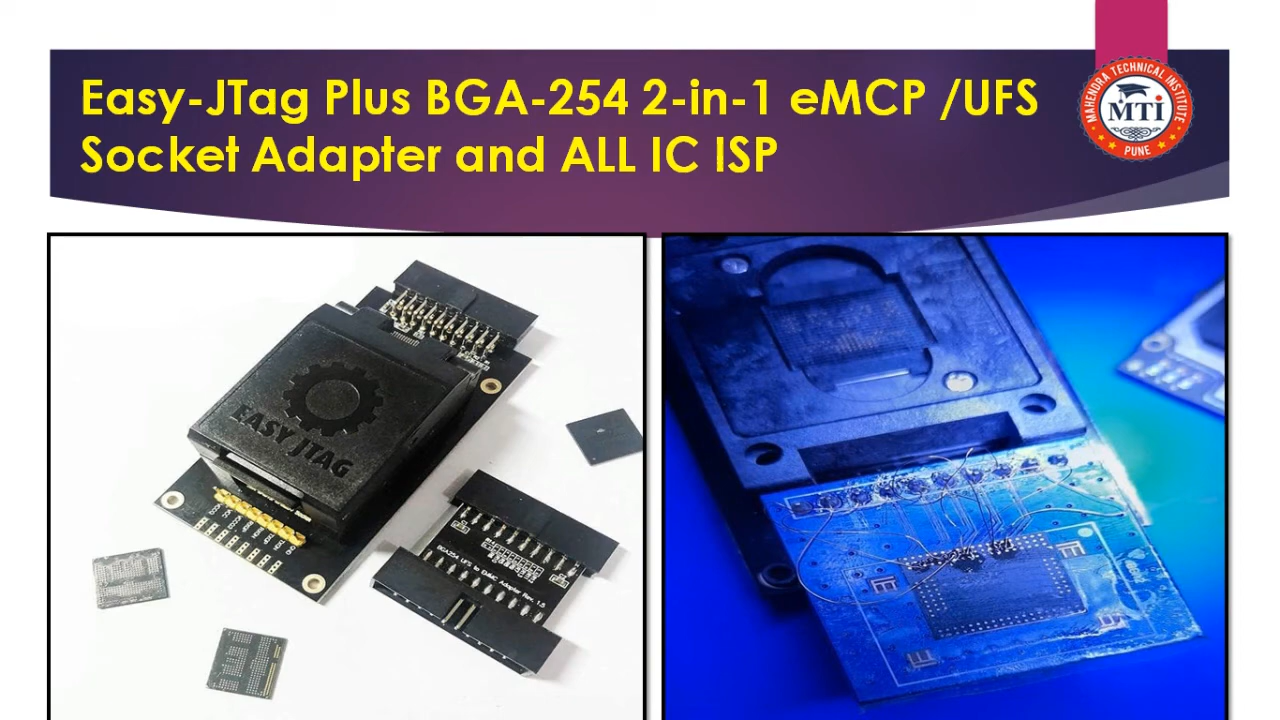 Easy-JTag Plus BGA-254 2-in-1 eMCP /UFS
Socket Adapter and ALL IC ISP
MAHENDRA TECHNICAL INSTITUTE
MTI
PUNE
EASY JTAG
BGA254 UFS to EMMC Adapter Rev. 1.5